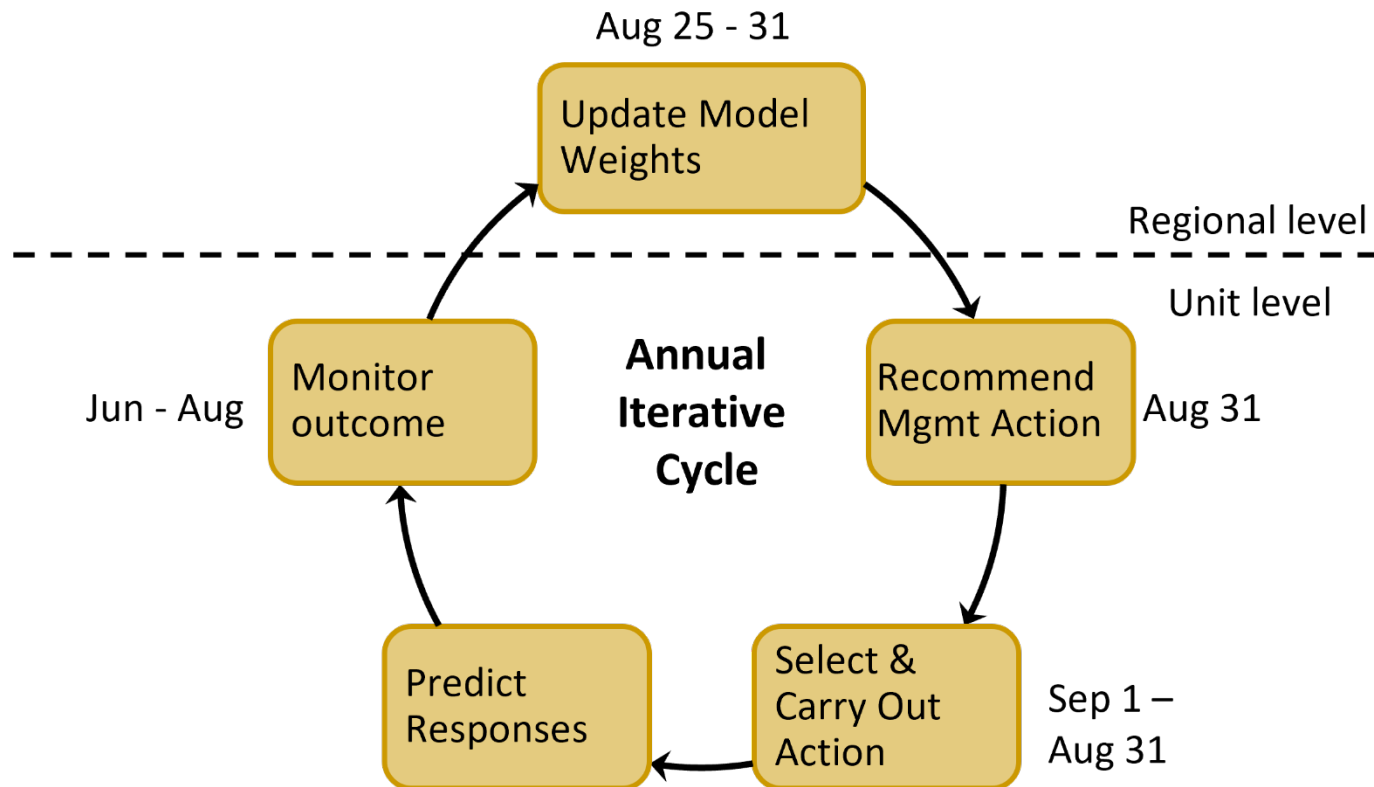 Aug 25 - 31
Update Model
Weights
Regional level
Unit level
Annual
Iterative
Cycle
Monitor
outcome
Jun - Aug
Recommend
Mgmt Action
Aug 31
Predict
Responses
Select &
Carry Out
Action
Sep 1 –
Aug 31